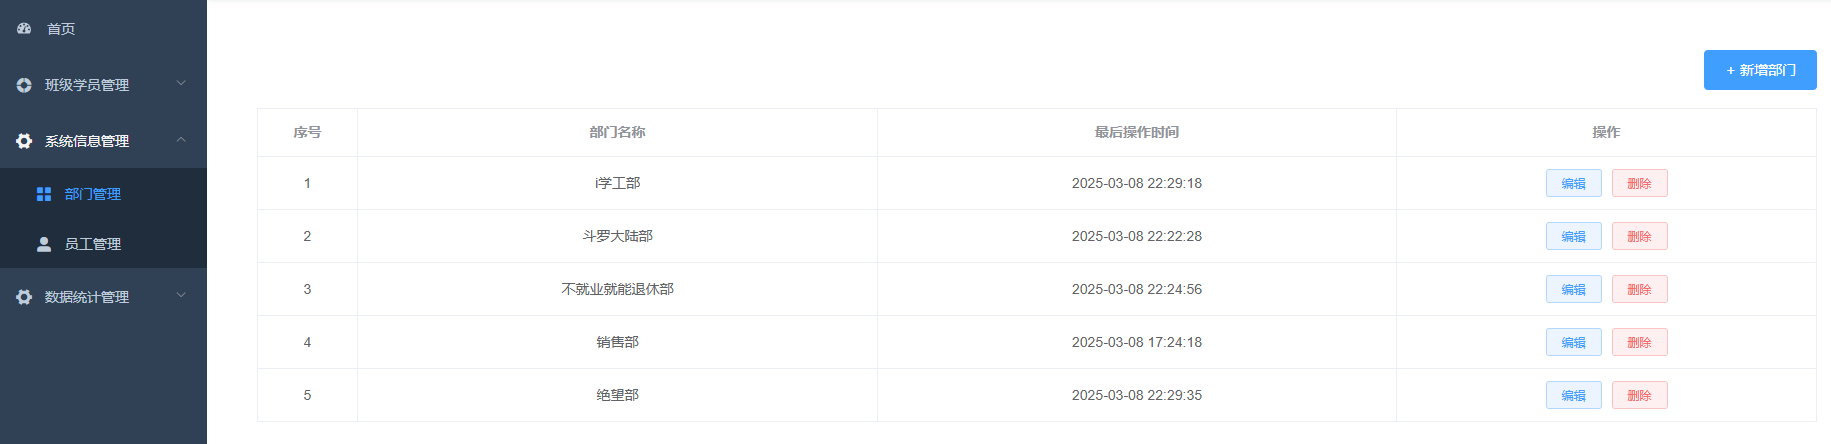 首页
班级学员管理
系统信息管理
部门管理
员工管理
数据统计管理
+ 新增部门
序号 部门名称 最后操作时间 操作
1 i学工部 2025-03-08 22:29:18 编辑 删除
2 斗罗大陆部 2025-03-08 22:22:28 编辑 删除
3 不就业就能退休部 2025-03-08 22:24:56 编辑 删除
4 销售部 2025-03-08 17:24:18 编辑 删除
5 绝望部 2025-03-08 22:29:35 编辑 删除